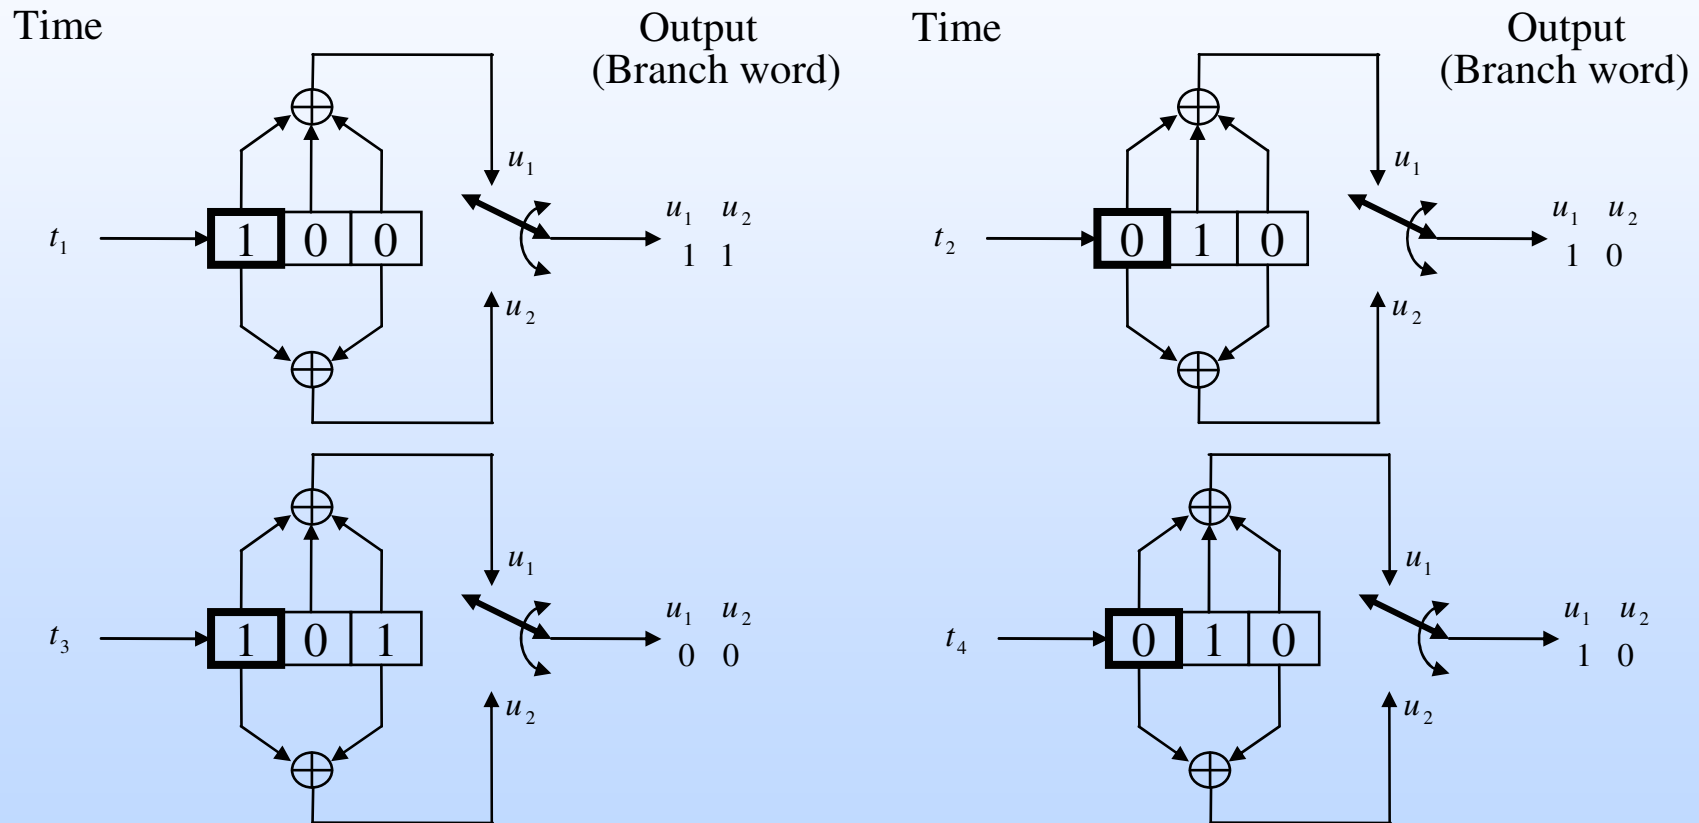 Time Output Time Output
(Branch word) (Branch word)
u₁ u₁
u₁ u₂ u₁ u₂
t₁ 1 0 0 t₂ 0 1 0
1 1 1 0
u₂ u₂
u₁ u₁
u₁ u₂ u₁ u₂
t₃ 1 0 1 t₄ 0 1 0
0 0 1 0
u₂ u₂